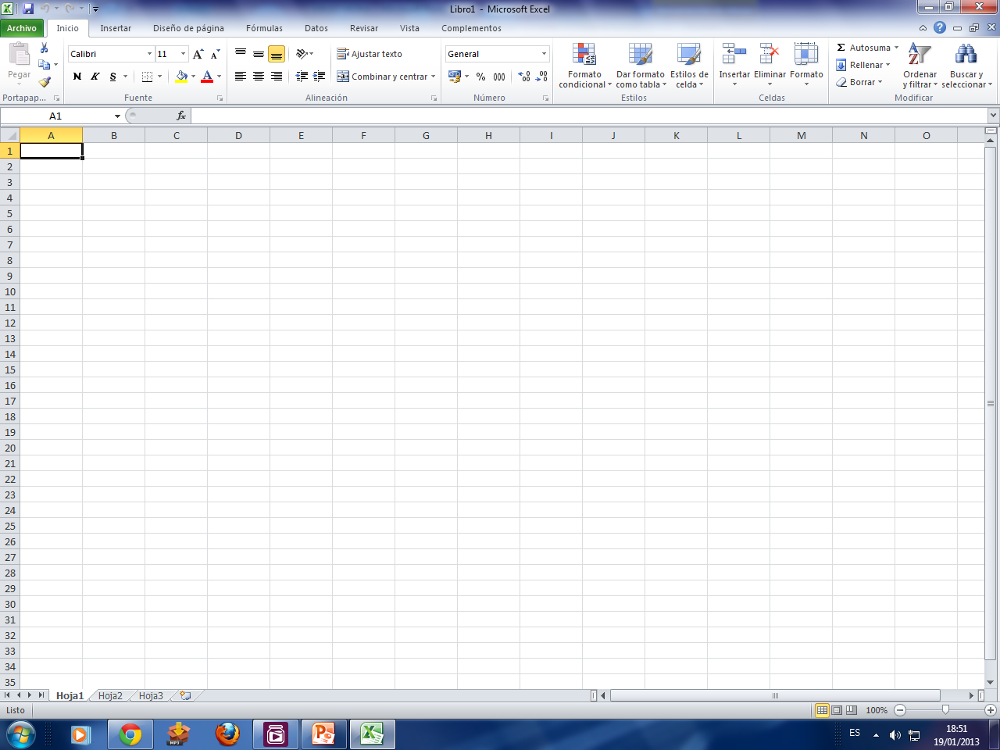 Libro1 - Microsoft Excel
Archivo Inicio Insertar Diseño de página Fórmulas Datos Revisar Vista Complementos
Pegar
Calibri 11 A A
Ajustar texto
General
Formato condicional
Dar formato como tabla
Estilos de celda
Insertar Eliminar Formato
Σ Autosuma
Rellenar
Borrar
Ordenar y filtrar
Buscar y seleccionar
N K S A
Combinar y centrar
% 000
Portapap... Fuente Alineación Número Estilos Celdas Modificar
A1 fx
A B C D E F G H I J K L M N O
1
2
3
4
5
6
7
8
9
10
11
12
13
14
15
16
17
18
19
20
21
22
23
24
25
26
27
28
29
30
31
32
33
34
35
Hoja1 Hoja2 Hoja3
Listo 100%
MP3
ES 18:51
19/01/2013